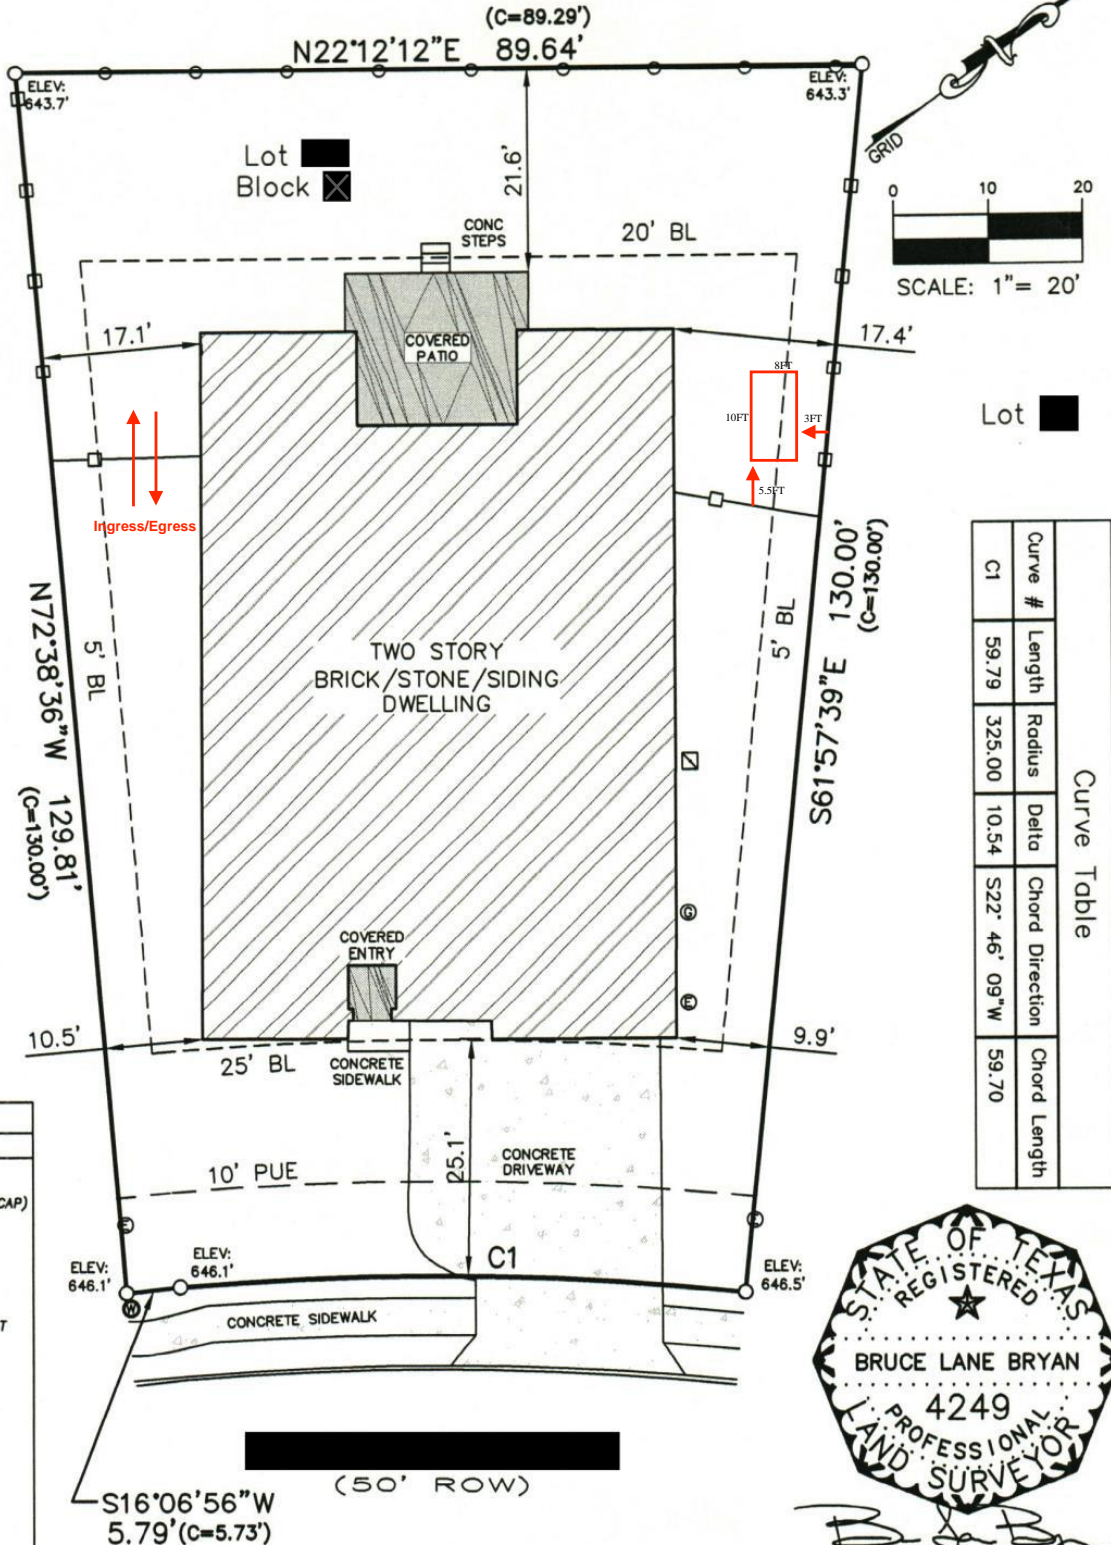 (C=89.29')
N22°12'12"E 89.64'
ELEV:
643.7'
ELEV:
643.3'
GRID
Lot
Block
21.6'
0 10 20
SCALE: 1"= 20'
CONC
STEPS
20' BL
17.1'
COVERED
PATIO
17.4'
8FT
10FT
3FT
Lot
5.5FT
Ingress/Egress
N72°38'36"W 129.81'
(C=130.00')
5' BL
TWO STORY
BRICK/STONE/SIDING
DWELLING
5' BL
S61°57'39"E 130.00'
(C=130.00')
Curve Table
Curve # Length Radius Delta Chord Direction Chord Length
C1 59.79 325.00 10.54 S22° 46' 09"W 59.70
G
E
COVERED
ENTRY
10.5'
25' BL
CONCRETE
SIDEWALK
9.9'
25.1'
CONCRETE
DRIVEWAY
10' PUE
CAP)
ELEV:
646.1'
ELEV:
646.1'
C1
ELEV:
646.5'
W
T
CONCRETE SIDEWALK
(50' ROW)
S16°06'56"W
5.79'(C=5.73')
STATE OF TEXAS
REGISTERED
BRUCE LANE BRYAN
4249
PROFESSIONAL
LAND SURVEYOR